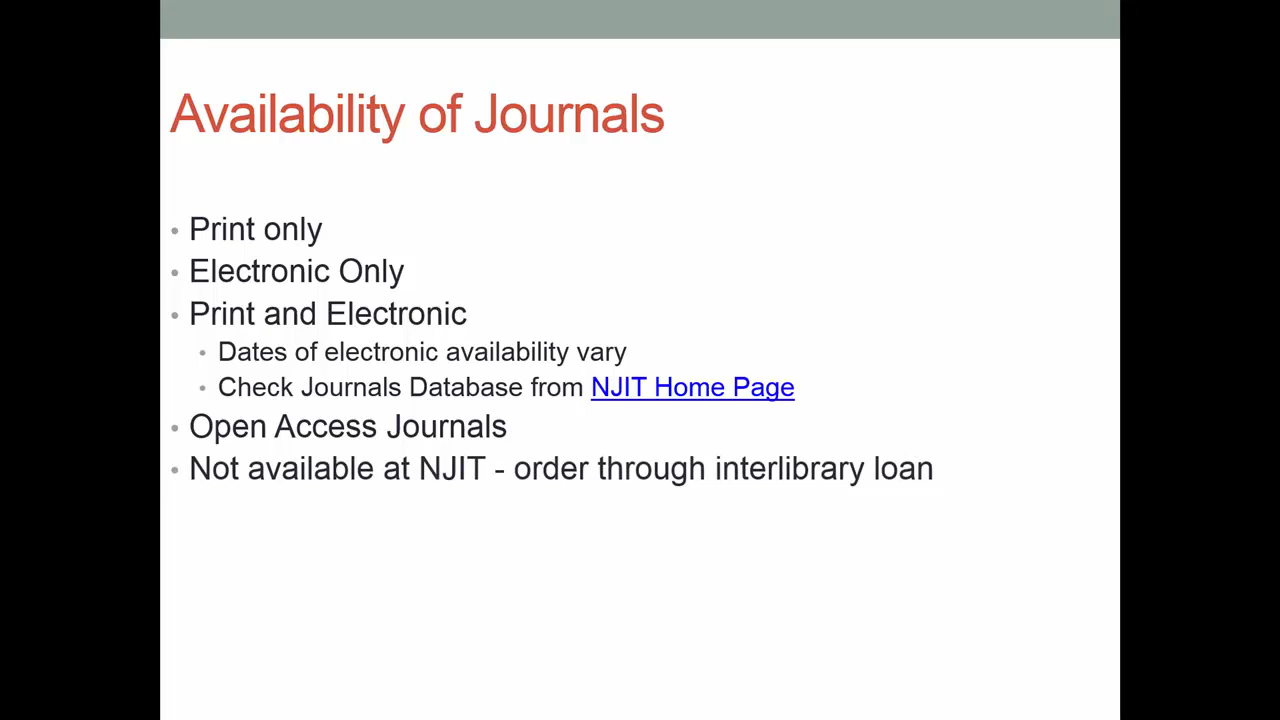 Availability of Journals
• Print only
• Electronic Only
• Print and Electronic
• Dates of electronic availability vary
• Check Journals Database from NJIT Home Page
• Open Access Journals
• Not available at NJIT - order through interlibrary loan